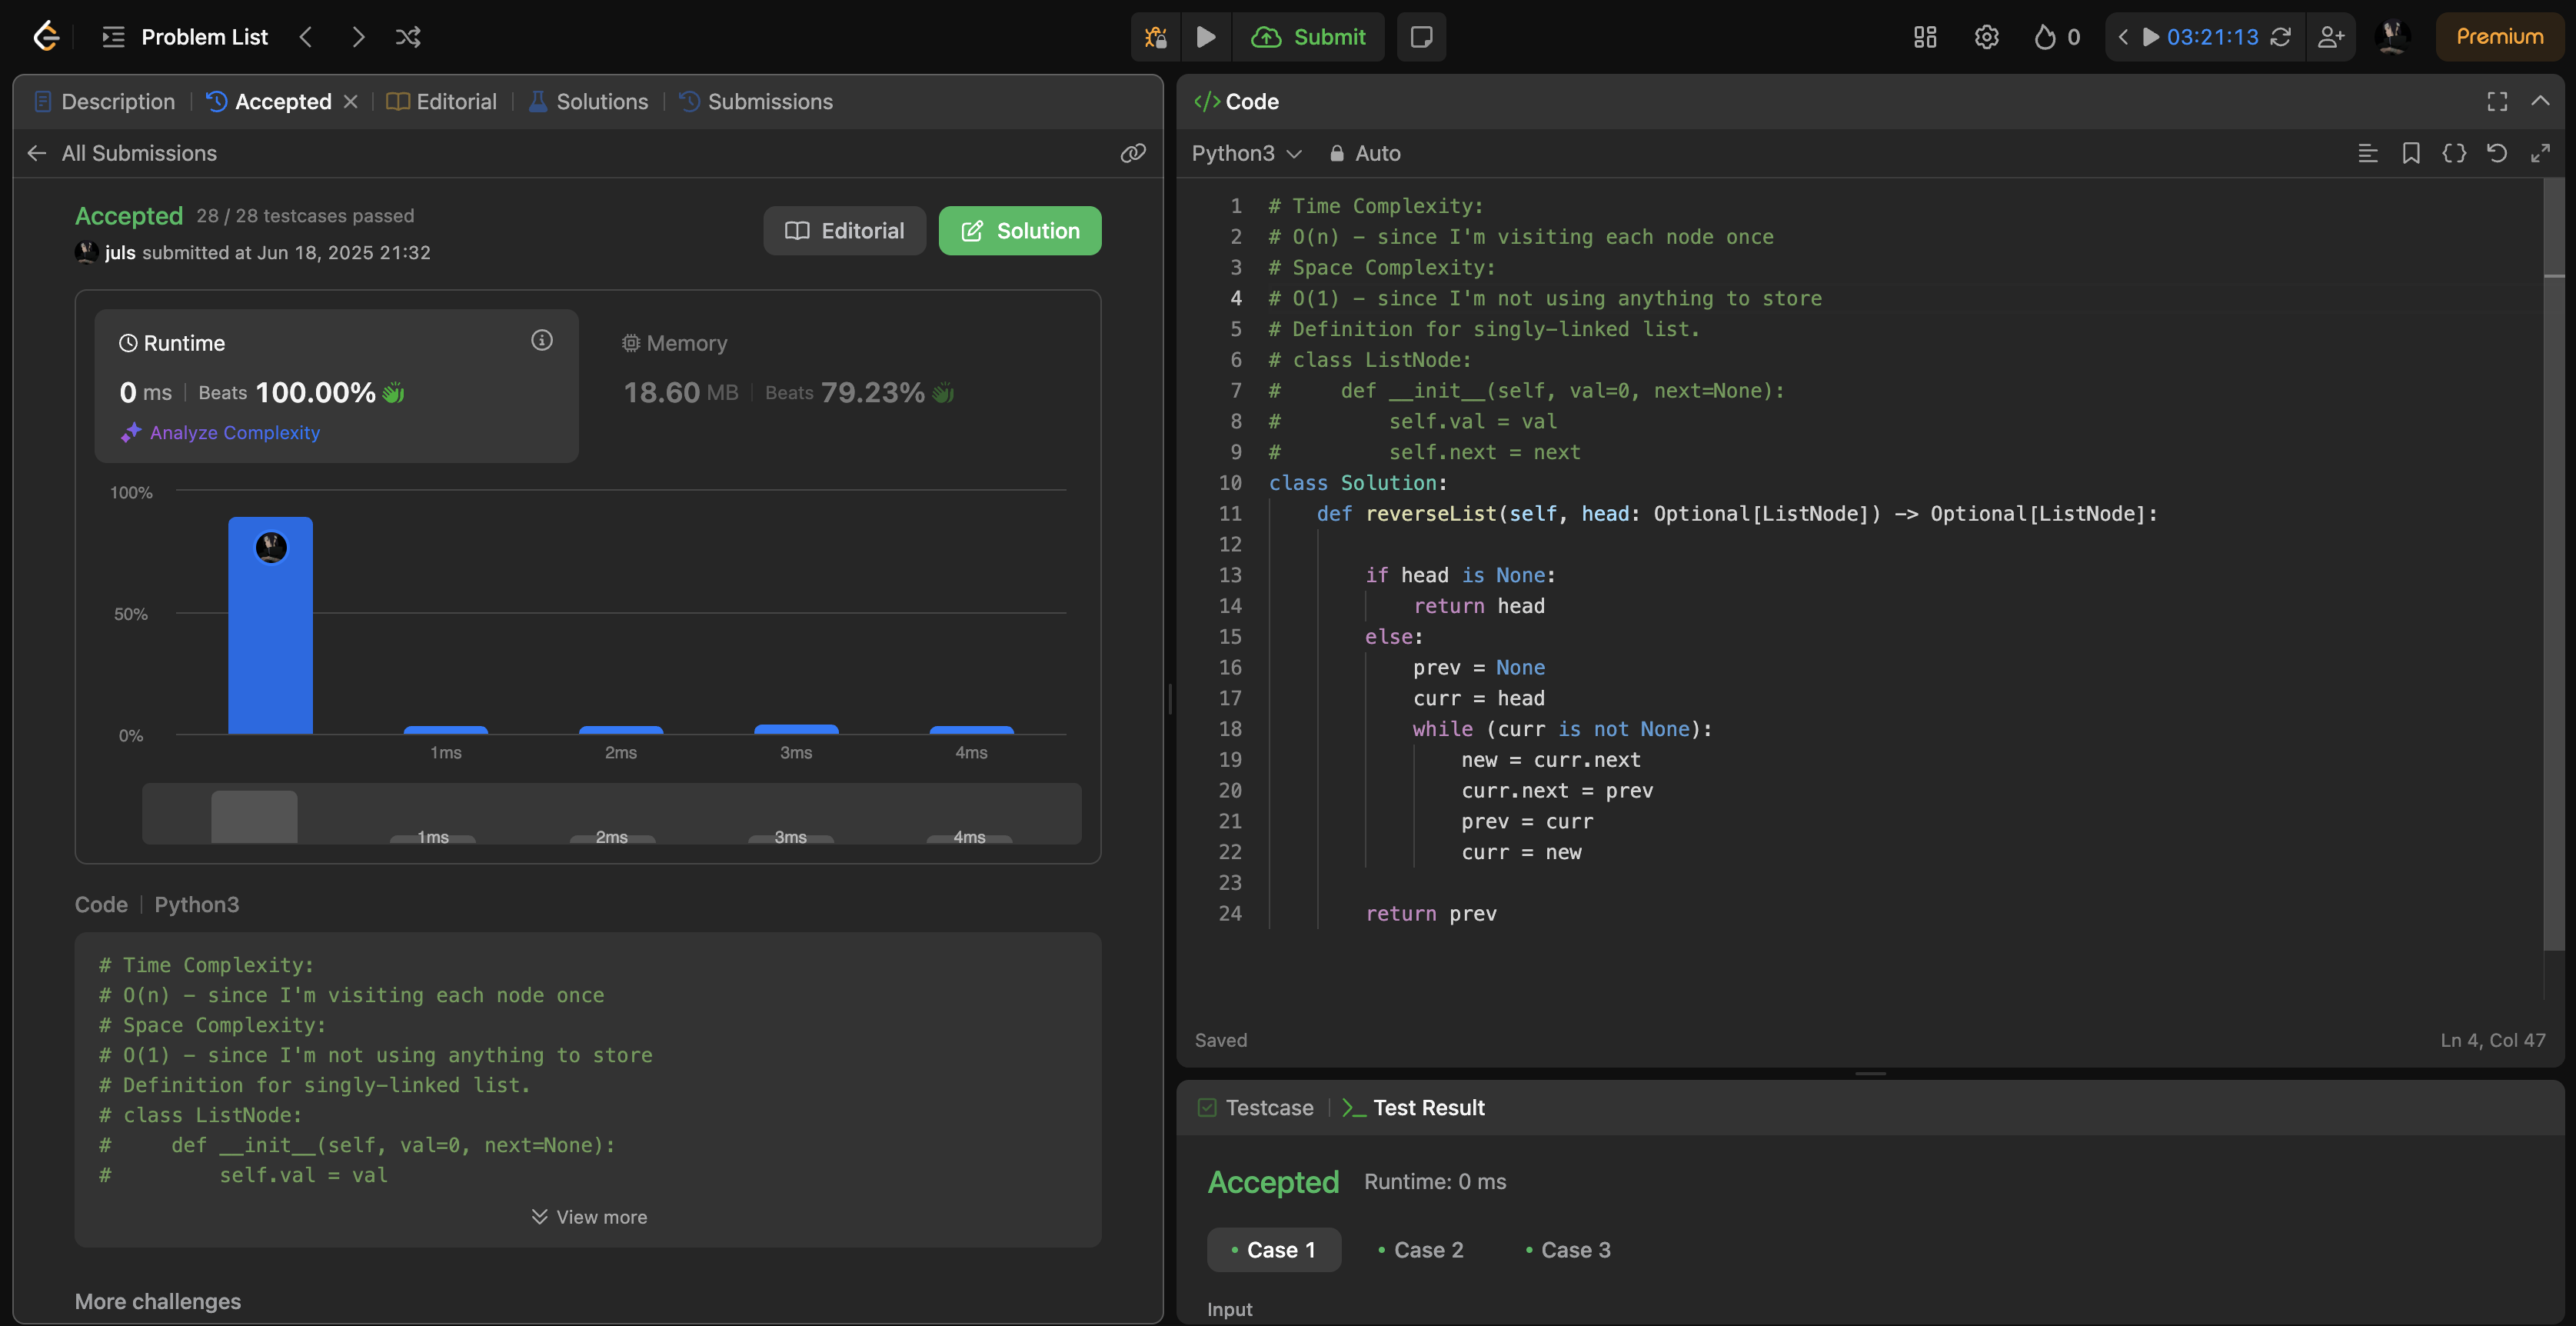 Problem List
Submit
0
03:21:13
Premium
Description
Accepted
Editorial
Solutions
Submissions
All Submissions
Accepted 28 / 28 testcases passed
juls submitted at Jun 18, 2025 21:32
Editorial
Solution
Runtime
0 ms | Beats 100.00%
Analyze Complexity
Memory
18.60 MB | Beats 79.23%
100%
50%
0%
1ms 2ms 3ms 4ms
1ms 2ms 3ms 4ms
Code | Python3
# Time Complexity:
# O(n) - since I'm visiting each node once
# Space Complexity:
# O(1) - since I'm not using anything to store
# Definition for singly-linked list.
# class ListNode:
#     def __init__(self, val=0, next=None):
#         self.val = val
View more
More challenges
Code
Python3
Auto
1 # Time Complexity:
2 # O(n) - since I'm visiting each node once
3 # Space Complexity:
4 # O(1) - since I'm not using anything to store
5 # Definition for singly-linked list.
6 # class ListNode:
7 #     def __init__(self, val=0, next=None):
8 #         self.val = val
9 #         self.next = next
10 class Solution:
11     def reverseList(self, head: Optional[ListNode]) -> Optional[ListNode]:
12
13         if head is None:
14             return head
15         else:
16             prev = None
17             curr = head
18             while (curr is not None):
19                 new = curr.next
20                 curr.next = prev
21                 prev = curr
22                 curr = new
23
24         return prev
Saved
Ln 4, Col 47
Testcase
Test Result
Accepted Runtime: 0 ms
Case 1
Case 2
Case 3
Input